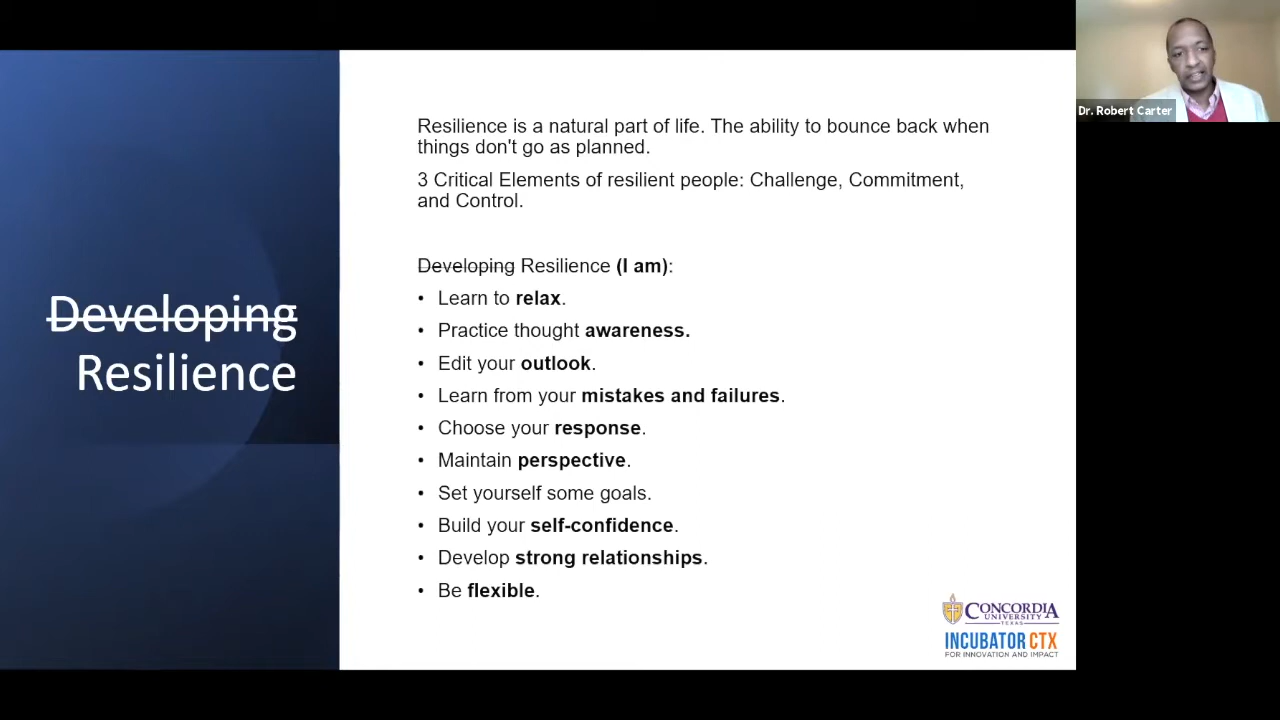 Developing
Resilience
Resilience is a natural part of life. The ability to bounce back when
things don't go as planned.
3 Critical Elements of resilient people: Challenge, Commitment,
and Control.
Developing Resilience (I am):
• Learn to relax.
• Practice thought awareness.
• Edit your outlook.
• Learn from your mistakes and failures.
• Choose your response.
• Maintain perspective.
• Set yourself some goals.
• Build your self-confidence.
• Develop strong relationships.
• Be flexible.
CONCORDIA
UNIVERSITY
TEXAS
INCUBATOR CTX
FOR INNOVATION AND IMPACT
Dr. Robert Carter